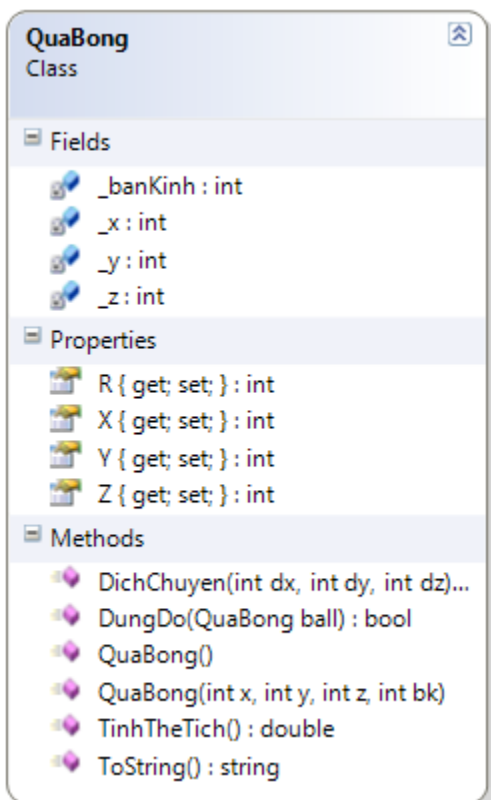 QuaBong
Class
Fields
_banKinh : int
_x : int
_y : int
_z : int
Properties
R { get; set; } : int
X { get; set; } : int
Y { get; set; } : int
Z { get; set; } : int
Methods
DichChuyen(int dx, int dy, int dz)...
DungDo(QuaBong ball) : bool
QuaBong()
QuaBong(int x, int y, int z, int bk)
TinhTheTich() : double
ToString() : string